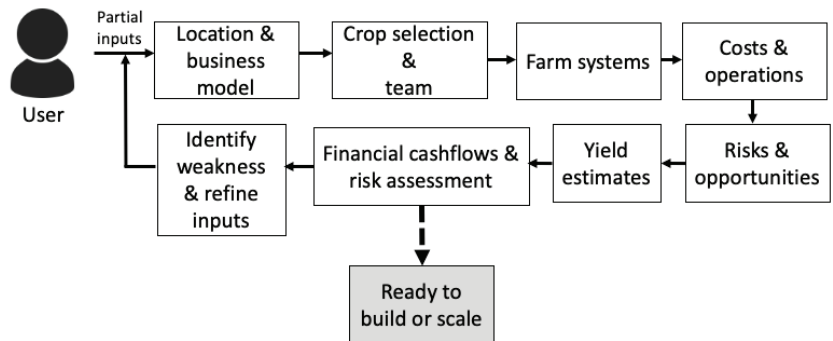 Partial
inputs
User
Location &
business
model
Crop selection
&
team
Farm systems
Costs &
operations
Risks &
opportunities
Yield
estimates
Financial cashflows &
risk assessment
Identify
weakness
& refine
inputs
Ready to
build or scale